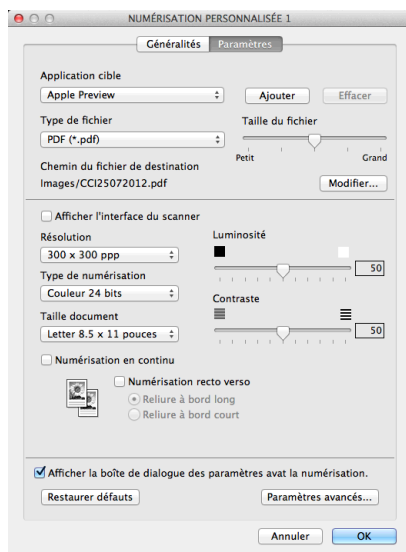 NUMÉRISATION PERSONNALISÉE 1
Généralités Paramètres
Application cible
Apple Preview Ajouter Effacer
Type de fichier Taille du fichier
PDF (*.pdf)
Petit Grand
Chemin du fichier de destination
Images/CCI25072012.pdf Modifier...
Afficher l'interface du scanner
Résolution Luminosité
300 x 300 ppp
50
Type de numérisation
Couleur 24 bits
Contraste
Taille document
Letter 8.5 x 11 pouces 50
Numérisation en continu
Numérisation recto verso
Reliure à bord long
Reliure à bord court
Afficher la boîte de dialogue des paramètres avat la numérisation.
Restaurer défauts Paramètres avancés...
Annuler OK